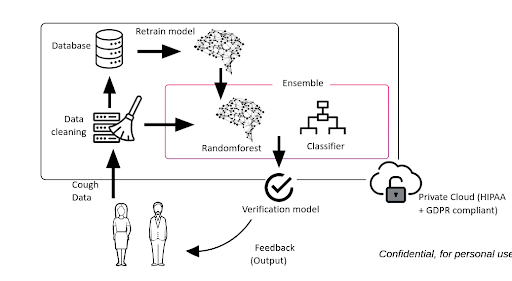 Retrain model
Database
Ensemble
Data
cleaning
Randomforest
Classifier
Cough
Data
Private Cloud (HIPAA
+ GDPR compliant)
Verification model
Feedback
(Output)
Confidential, for personal use